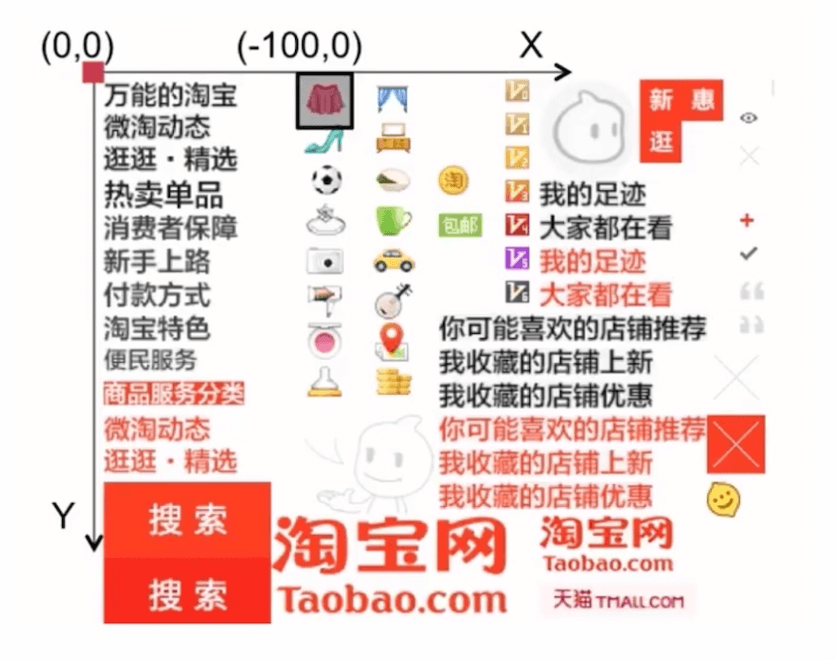 (0,0)
(-100,0)
X
万能的淘宝
微淘动态
逛逛·精选
热卖单品
消费者保障
新手上路
付款方式
淘宝特色
便民服务
商品服务分类
微淘动态
逛逛·精选
搜索
搜索
Y
淘
包邮
V0
V1
V2
V3
V4
V5
V6
新 惠
逛
我的足迹
大家都在看
我的足迹
大家都在看
你可能喜欢的店铺推荐
我收藏的店铺上新
我收藏的店铺优惠
你可能喜欢的店铺推荐
我收藏的店铺上新
我收藏的店铺优惠
淘宝网
Taobao.com
淘宝网
Taobao.com
天猫 TMALL.COM